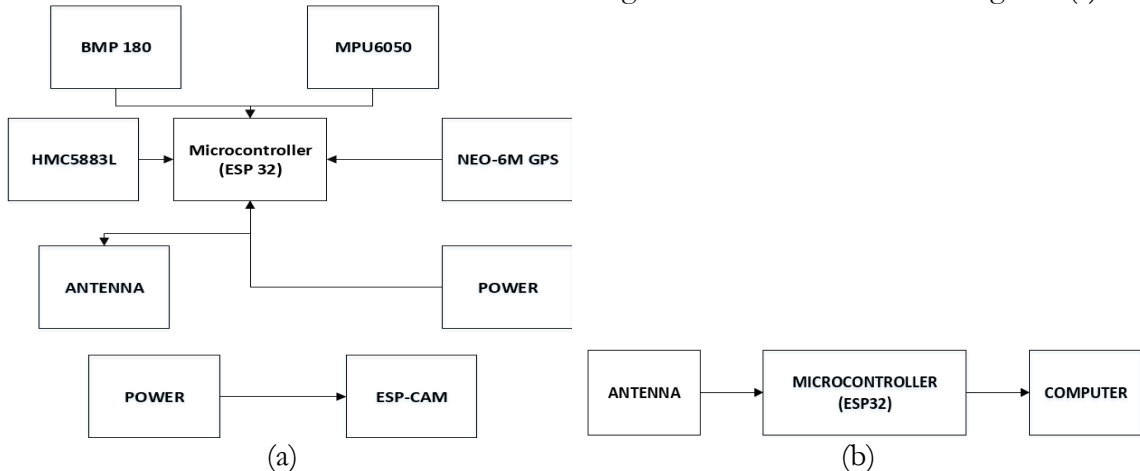 BMP 180
MPU6050
HMC5883L
Microcontroller
(ESP 32)
NEO-6M GPS
ANTENNA
POWER
POWER
ESP-CAM
(a)
ANTENNA
MICROCONTROLLER
(ESP32)
COMPUTER
(b)